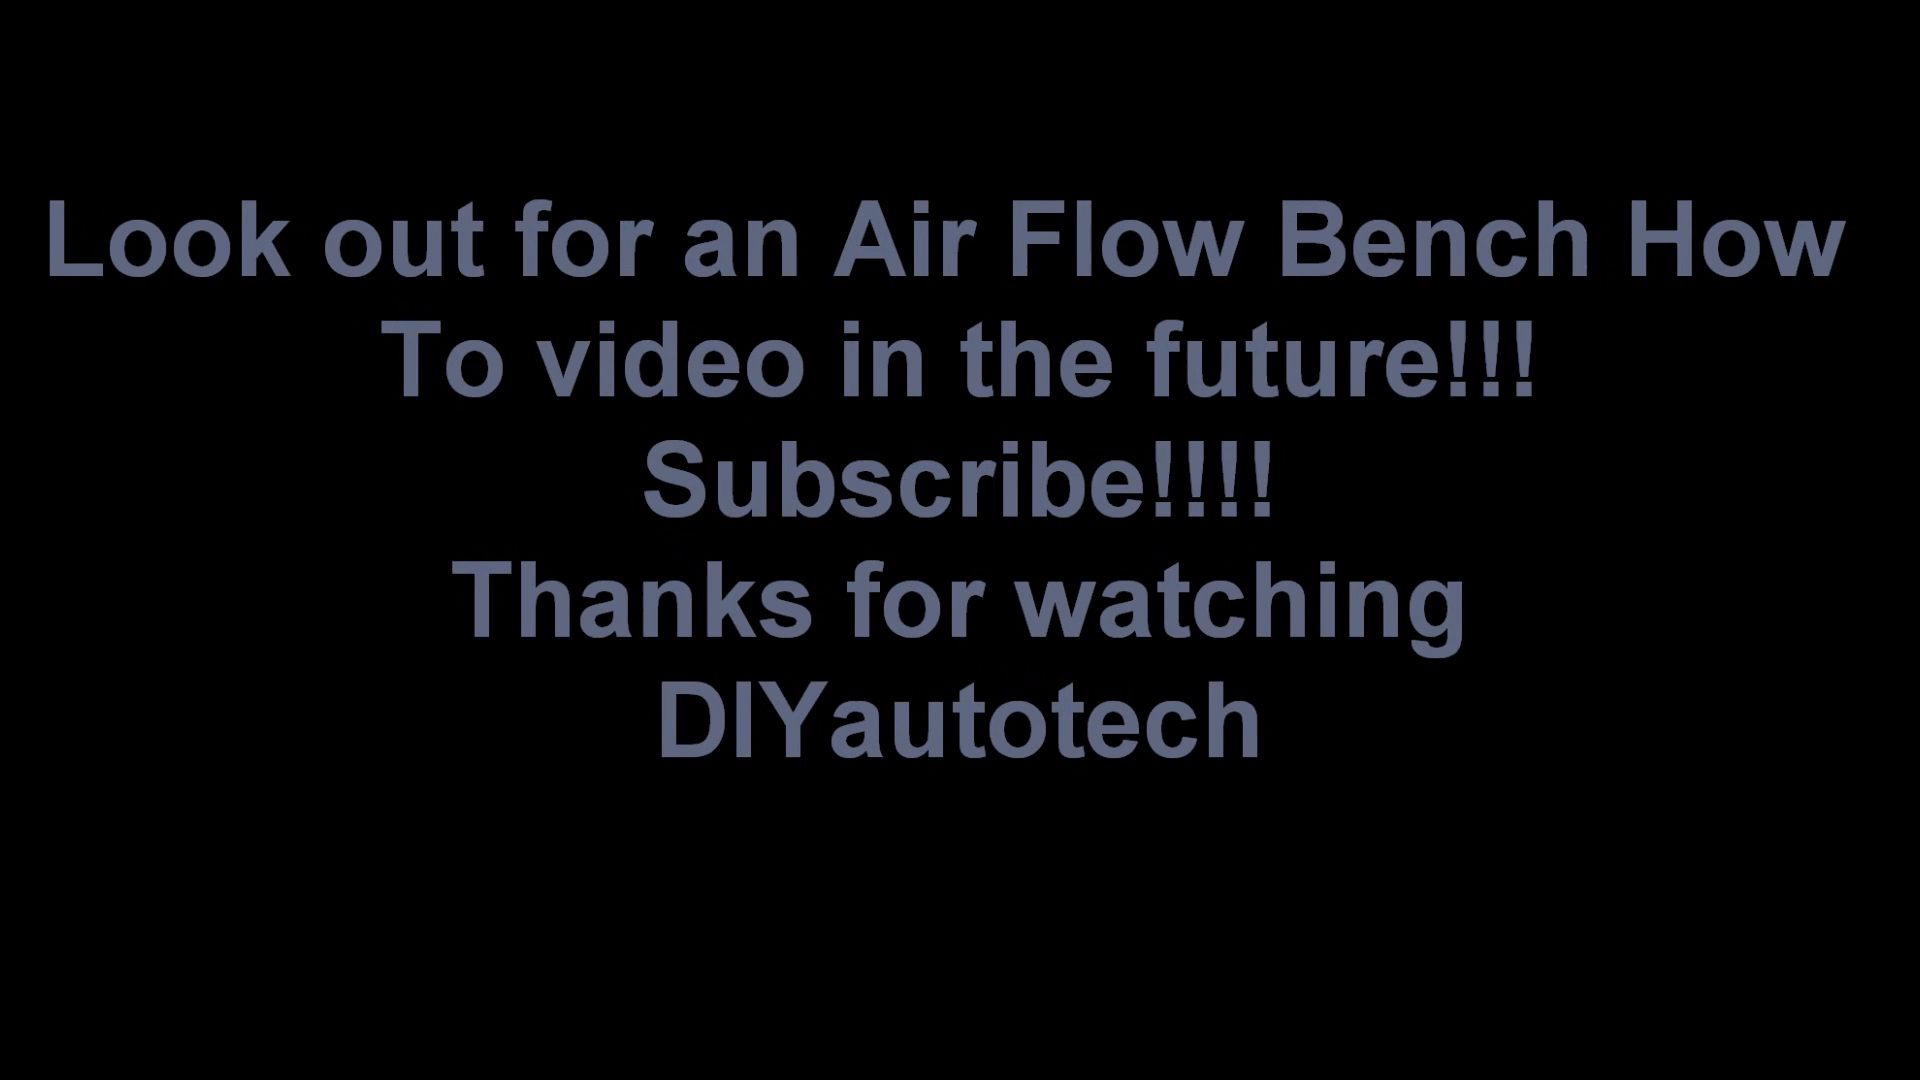 Look out for an Air Flow Bench How
To video in the future!!!
Subscribe!!!!
Thanks for watching
DIYautotech